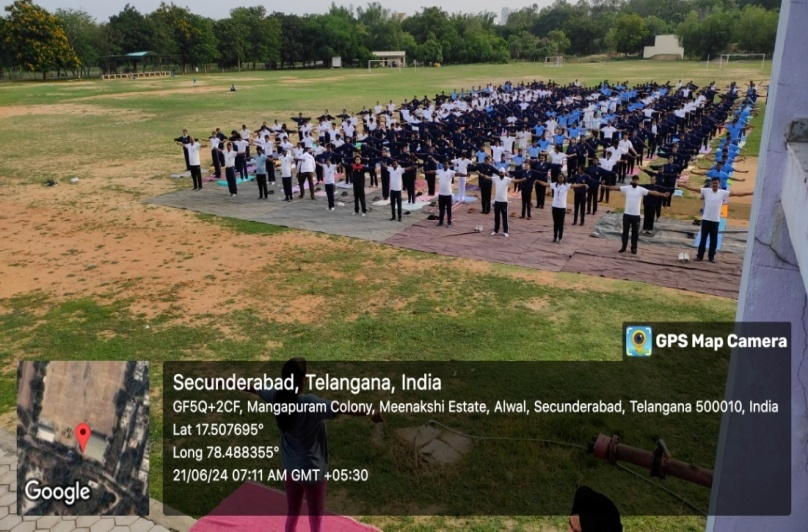 GPS Map Camera
Secunderabad, Telangana, India
GF5Q+2CF, Mangapuram Colony, Meenakshi Estate, Alwal, Secunderabad, Telangana 500010, India
Lat 17.507695°
Long 78.488355°
21/06/24 07:11 AM GMT +05:30
Google